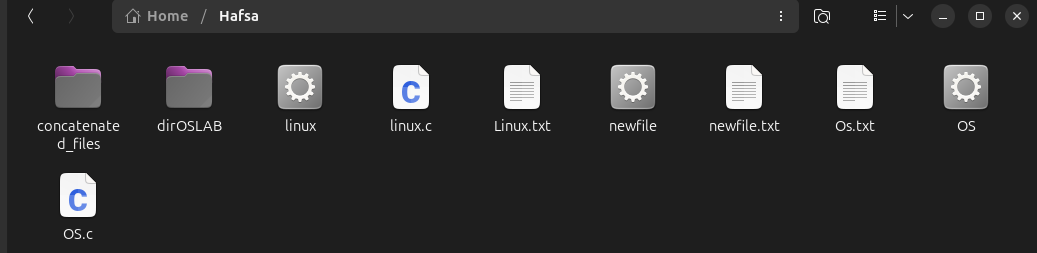 Home / Hafsa
concatenate
d_files
dirOSLAB
linux
linux.c
Linux.txt
newfile
newfile.txt
Os.txt
OS
C
OS.c